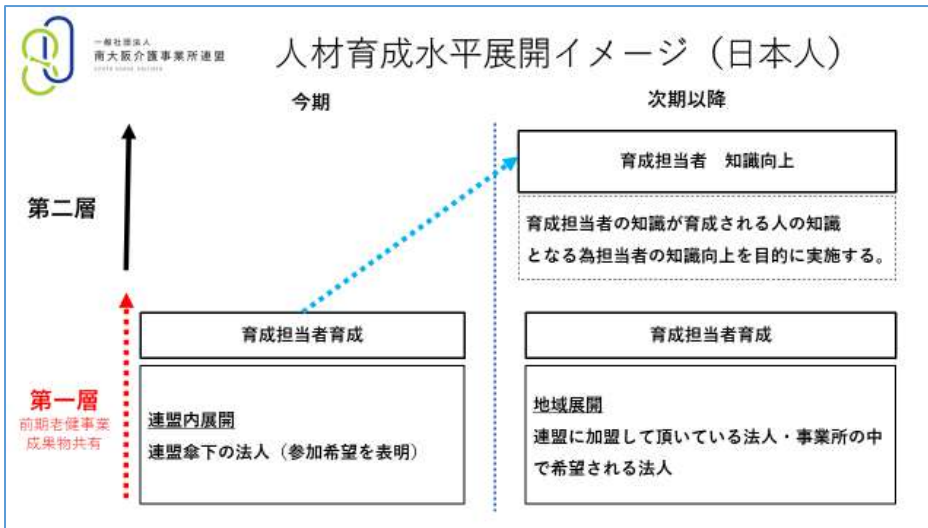 一般社団法人
南大阪介護事業所連盟
人材育成水平展開イメージ（日本人）
今期
次期以降
第二層
育成担当者　知識向上
育成担当者の知識が育成される人の知識
となる為担当者の知識向上を目的に実施する。
第一層
前期老健事業
成果物共有
育成担当者育成
連盟内展開
連盟傘下の法人（参加希望を表明）
育成担当者育成
地域展開
連盟に加盟して頂いている法人・事業所の中
で希望される法人